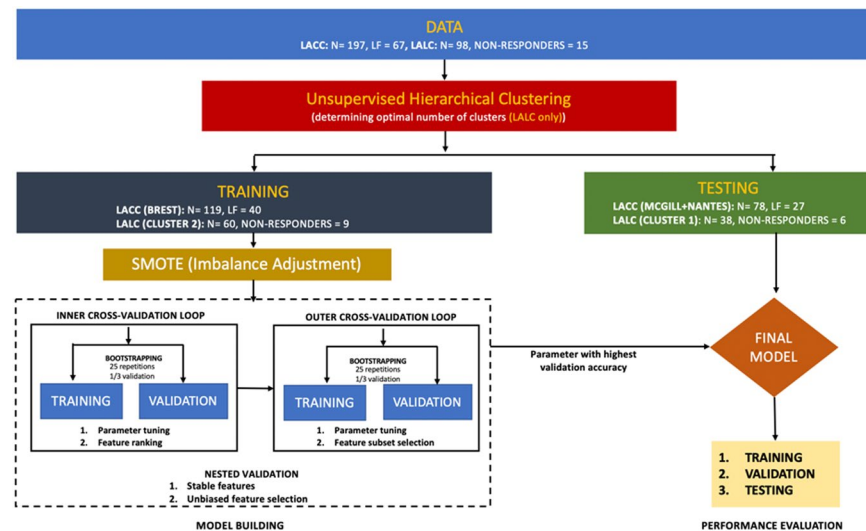 DATA
LACC: N= 197, LF = 67, LALC: N= 98, NON-RESPONDERS = 15
Unsupervised Hierarchical Clustering
(determining optimal number of clusters (LALC only))
TRAINING
LACC (BREST): N= 119, LF = 40
LALC (CLUSTER 2): N= 60, NON-RESPONDERS = 9
TESTING
LACC (MCGILL+NANTES): N= 78, LF = 27
LALC (CLUSTER 1): N= 38, NON-RESPONDERS = 6
SMOTE (Imbalance Adjustment)
INNER CROSS-VALIDATION LOOP
BOOTSTRAPPING
25 repetitions
1/3 validation
TRAINING
VALIDATION
1. Parameter tuning
2. Feature ranking
OUTER CROSS-VALIDATION LOOP
BOOTSTRAPPING
25 repetitions
1/3 validation
TRAINING
VALIDATION
1. Parameter tuning
2. Feature subset selection
NESTED VALIDATION
1. Stable features
2. Unbiased feature selection
MODEL BUILDING
Parameter with highest
validation accuracy
FINAL
MODEL
1. TRAINING
2. VALIDATION
3. TESTING
PERFORMANCE EVALUATION